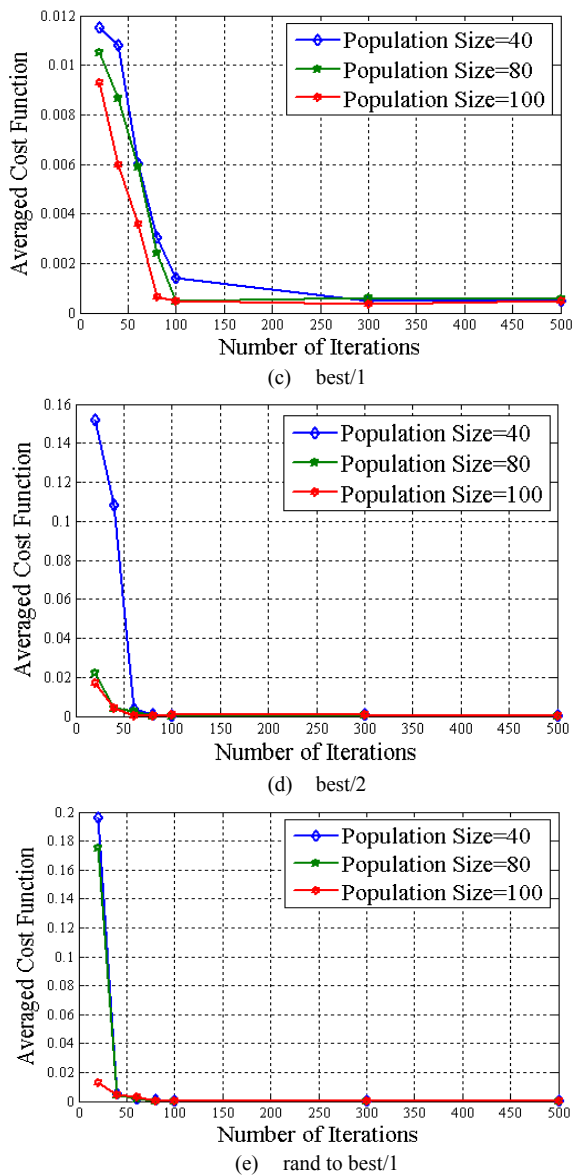 0.012
0.01
0.008
0.006
0.004
0.002
0
Averaged Cost Function
Population Size=40
Population Size=80
Population Size=100
0 50 100 150 200 250 300 350 400 450 500
Number of Iterations
(c) best/1
0.16
0.14
0.12
0.1
0.08
0.06
0.04
0.02
0
Averaged Cost Function
Population Size=40
Population Size=80
Population Size=100
0 50 100 150 200 250 300 350 400 450 500
Number of Iterations
(d) best/2
0.2
0.18
0.16
0.14
0.12
0.1
0.08
0.06
0.04
0.02
0
Averaged Cost Function
Population Size=40
Population Size=80
Population Size=100
0 50 100 150 200 250 300 350 400 450 500
Number of Iterations
(e) rand to best/1